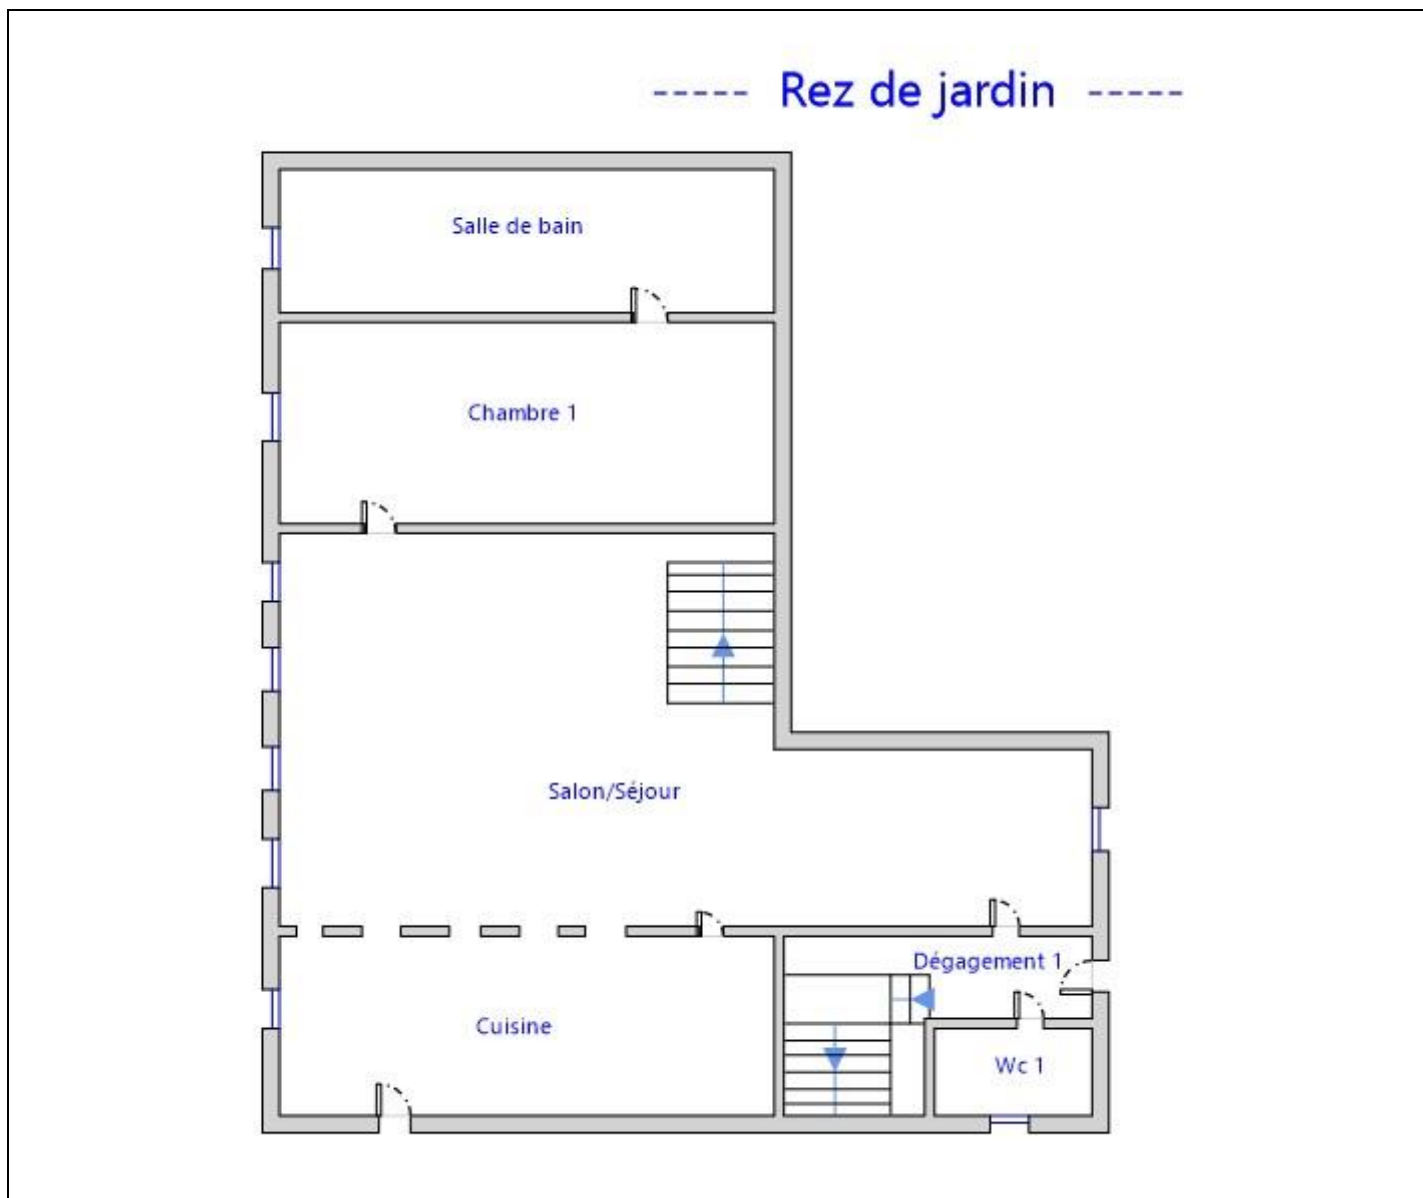 Rez de jardin
Salle de bain
Chambre 1
Salon/Séjour
Dégagement 1
Cuisine
Wc 1